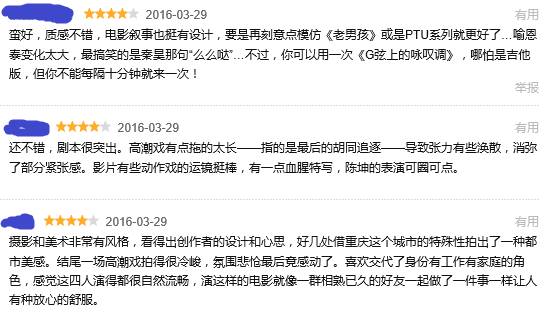 2016-03-29 有用
蛮好，质感不错，电影叙事也挺有设计，要是再刻意点模仿《老男孩》或是PTU系列就更好了...喻恩
泰变化太大，最搞笑的是秦昊那句“么么哒”...不过，你可以用一次《G弦上的咏叹调》，哪怕是吉他
版，但你不能每隔十分钟就来一次！
举报
2016-03-29 有用
还不错，剧本很突出。高潮戏有点拖的太长——指的是最后的胡同追逐——导致张力有些涣散，消弥
了部分紧张感。影片有些动作戏的运镜挺棒，有一点血腥特写，陈坤的表演可圈可点。
2016-03-29 有用
摄影和美术非常有风格，看得出创作者的设计和心思，好几处借重庆这个城市的特殊性拍出了一种都
市美感。结尾一场高潮戏拍得很冷峻，氛围悲怆最后竟感动了。喜欢交代了身份有工作有家庭的角
色，感觉这四人演得都很自然流畅，演这样的电影就像一群相熟已久的好友一起做了一件事一样让人
有种放心的舒服。